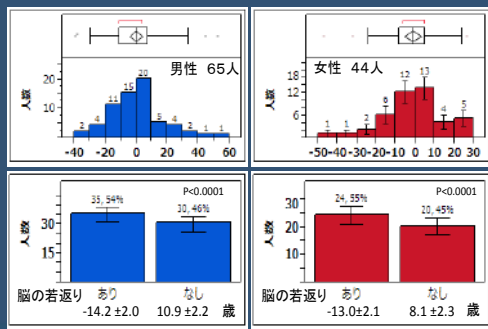 男性 65人
人数
20
10
2 4 11 15 20 5 4 2 1 1
-40 -20 0 20 40 60
女性 44人
人数
18
12
6
1 1 2 6 12 13 4 5
-50-40-30-20-10 0 10 20 30
P<0.0001
人数
30
15
35, 54% 30, 46%
脳の若返り あり なし
-14.2 ±2.0 10.9 ±2.2 歳
P<0.0001
人数
30
20
10
24, 55% 20, 45%
脳の若返り あり なし
-13.0±2.1 8.1 ±2.3 歳